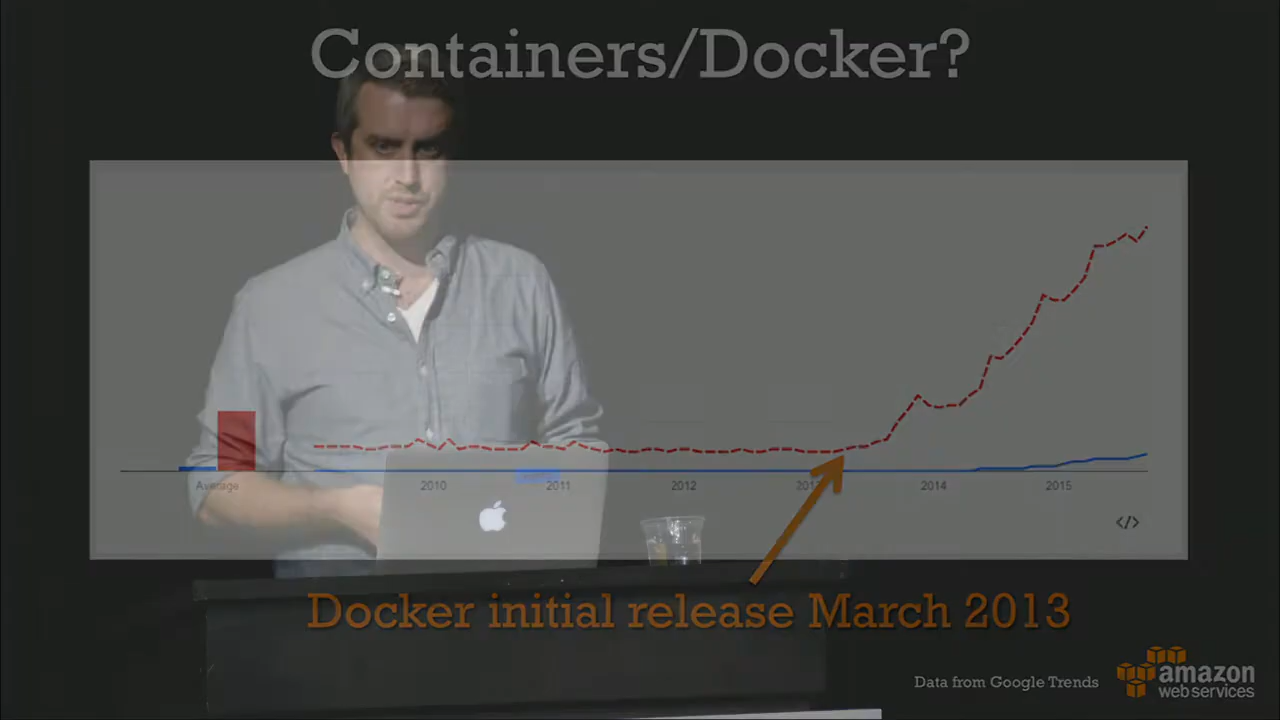 Containers/Docker?
Average 2010 2011 2012 2013 2014 2015
</>
Docker initial release March 2013
Data from Google Trends
amazon
web services